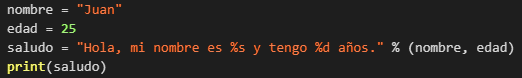 nombre = "Juan"
edad = 25
saludo = "Hola, mi nombre es %s y tengo %d años." % (nombre, edad)
print(saludo)